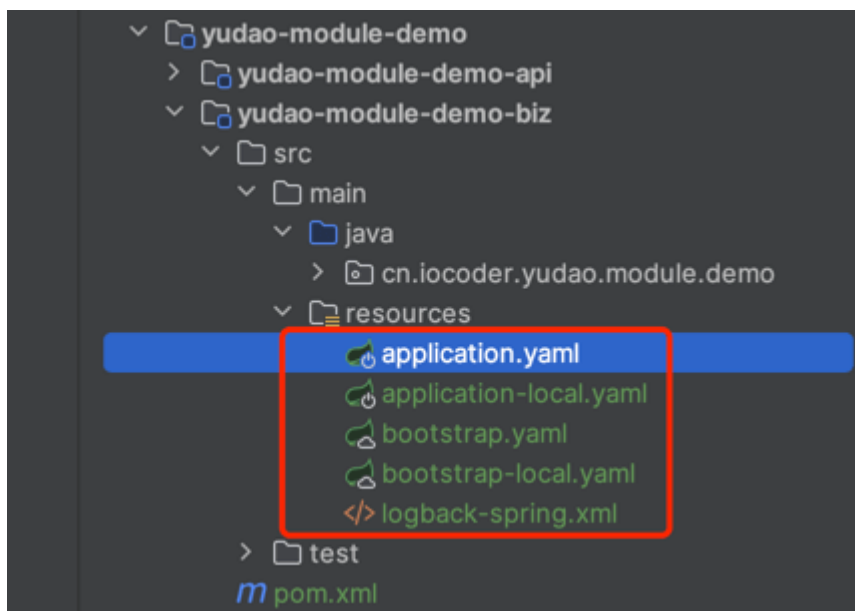 yudao-module-demo
yudao-module-demo-api
yudao-module-demo-biz
src
main
java
cn.iocoder.yudao.module.demo
resources
application.yaml
application-local.yaml
bootstrap.yaml
bootstrap-local.yaml
</> logback-spring.xml
test
m pom.xml